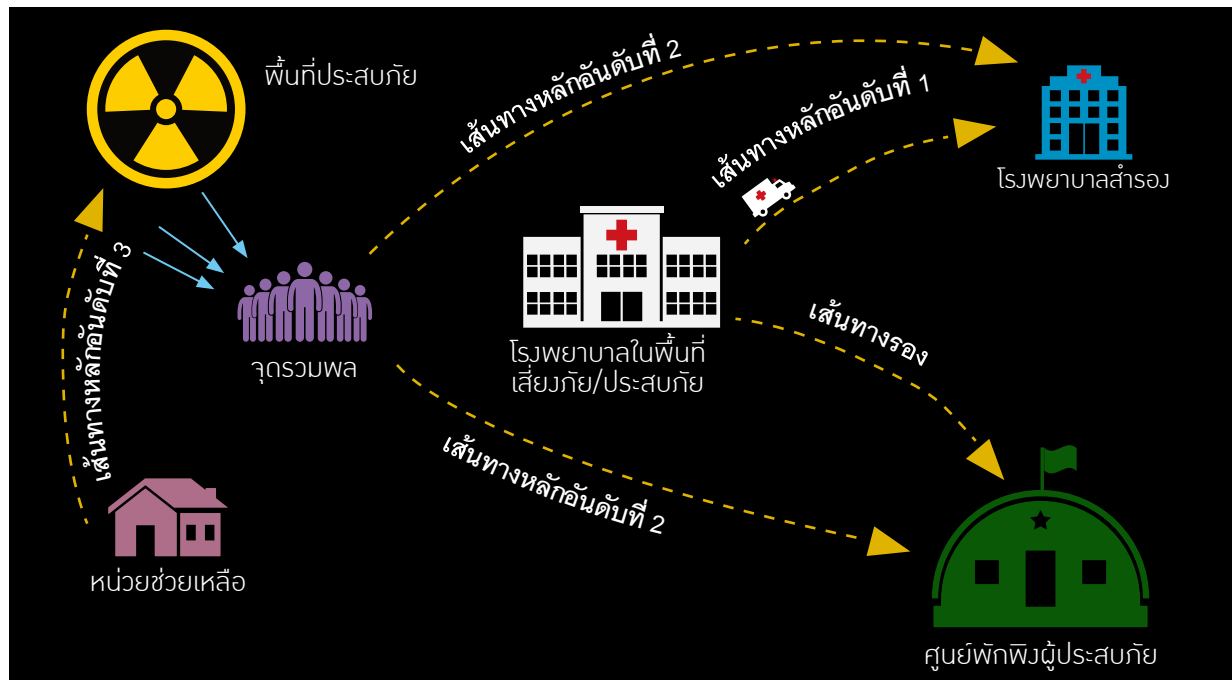 พื้นที่ประสบภัย
เส้นทางหลักอันดับที่ 2
เส้นทางหลักอันดับที่ 1
โรงพยาบาลสำรอง
เส้นทางหลักอันดับที่ 3
จุดรวมพล
โรงพยาบาลในพื้นที่
เสี่ยงภัย/ประสบภัย
เส้นทางรอง
เส้นทางหลักอันดับที่ 2
หน่วยช่วยเหลือ
ศูนย์พักพิงผู้ประสบภัย